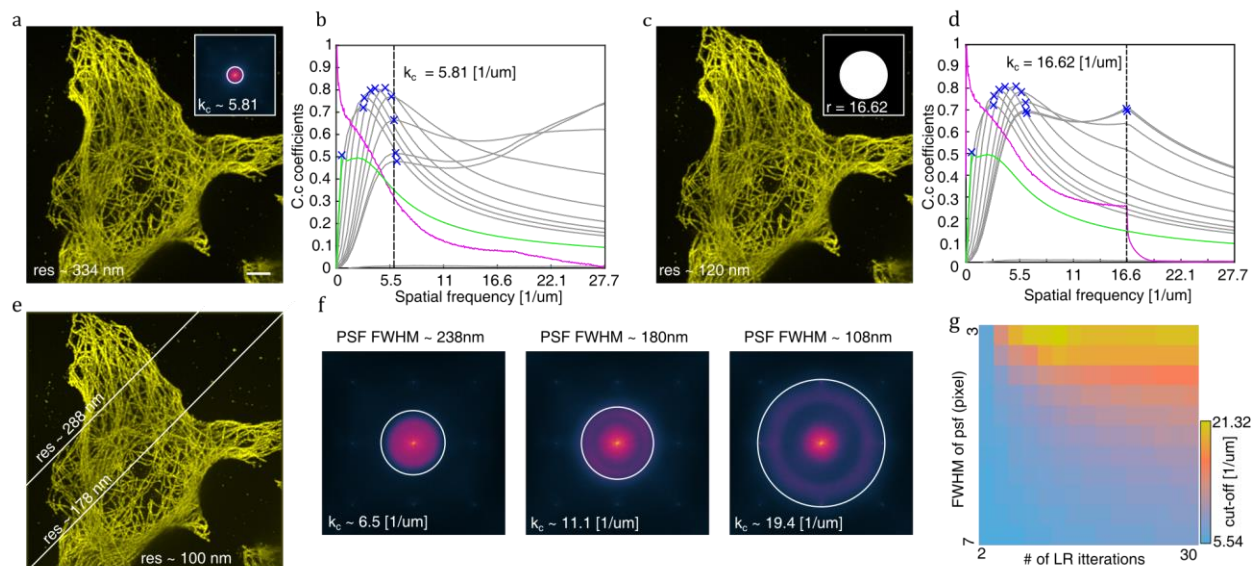 a
k_c ~ 5.81
res ~ 334 nm
b
C.c coefficients
1
0.9
0.8
0.7
0.6
0.5
0.4
0.3
0.2
0.1
0
k_c = 5.81 [1/um]
5.5
11
16.6
22.1
27.7
Spatial frequency [1/um]
c
r = 16.62
res ~ 120 nm
d
C.c coefficients
1
0.9
0.8
0.7
0.6
0.5
0.4
0.3
0.2
0.1
0
k_c = 16.62 [1/um]
0
5.5
11
16.6
22.1
27.7
Spatial frequency [1/um]
e
res ~ 288 nm
res ~ 178 nm
res ~ 100 nm
f
PSF FWHM ~ 238nm
k_c ~ 6.5 [1/um]
PSF FWHM ~ 180nm
k_c ~ 11.1 [1/um]
PSF FWHM ~ 108nm
k_c ~ 19.4 [1/um]
g
FWHM of psf (pixel)
3
7
2
30
# of LR itterations
21.32
cut-off [1/um]
5.54